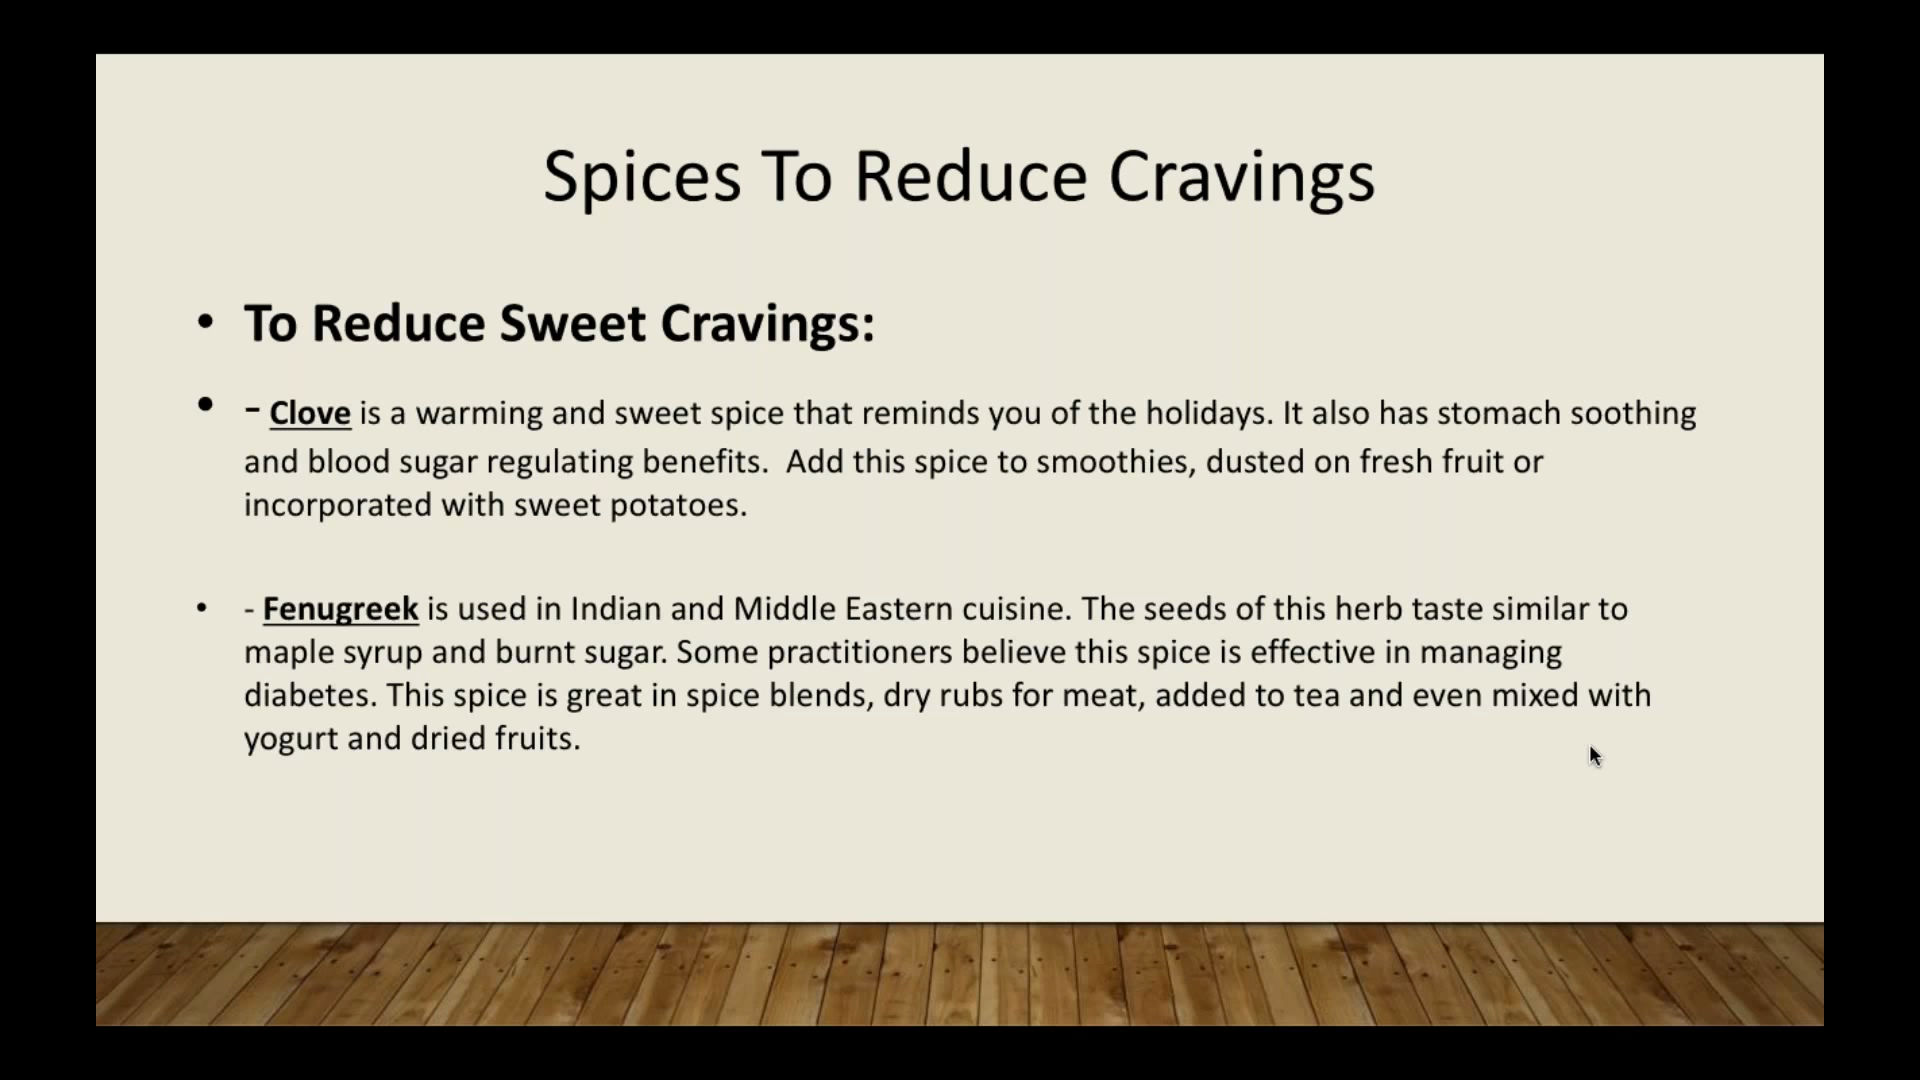 Spices To Reduce Cravings
• To Reduce Sweet Cravings:
• - Clove is a warming and sweet spice that reminds you of the holidays. It also has stomach soothing
and blood sugar regulating benefits.  Add this spice to smoothies, dusted on fresh fruit or
incorporated with sweet potatoes.
• - Fenugreek is used in Indian and Middle Eastern cuisine. The seeds of this herb taste similar to
maple syrup and burnt sugar. Some practitioners believe this spice is effective in managing
diabetes. This spice is great in spice blends, dry rubs for meat, added to tea and even mixed with
yogurt and dried fruits.